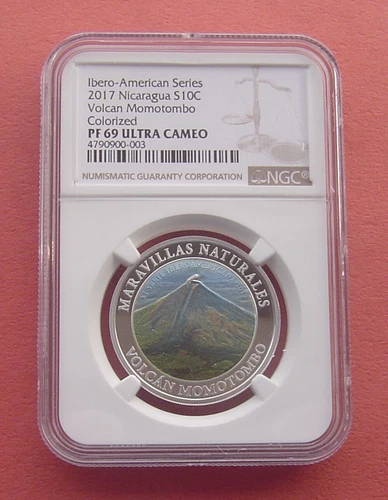 Ibero-American Series
2017 Nicaragua S10C
Volcan Momotombo
Colorized
PF 69 ULTRA CAMEO
4790900-003
NUMISMATIC GUARANTY CORPORATION
NGC®
MARAVILLAS NATURALES
VOLCÁN MOMOTOMBO